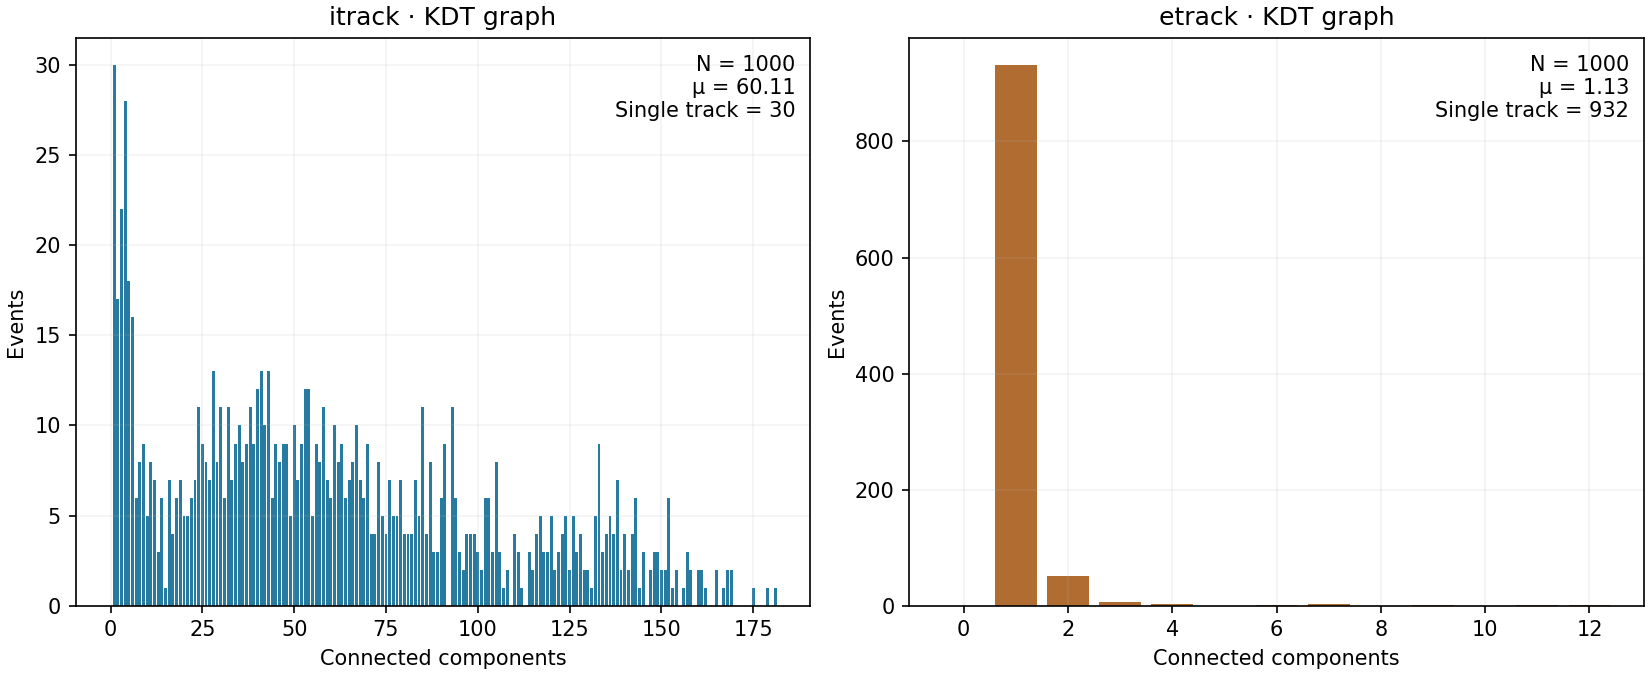 itrack · KDT graph
N = 1000
μ = 60.11
Single track = 30
Events
30
25
20
15
10
5
0
0 25 50 75 100 125 150 175
Connected components
etrack · KDT graph
N = 1000
μ = 1.13
Single track = 932
Events
800
600
400
200
0
0 2 4 6 8 10 12
Connected components